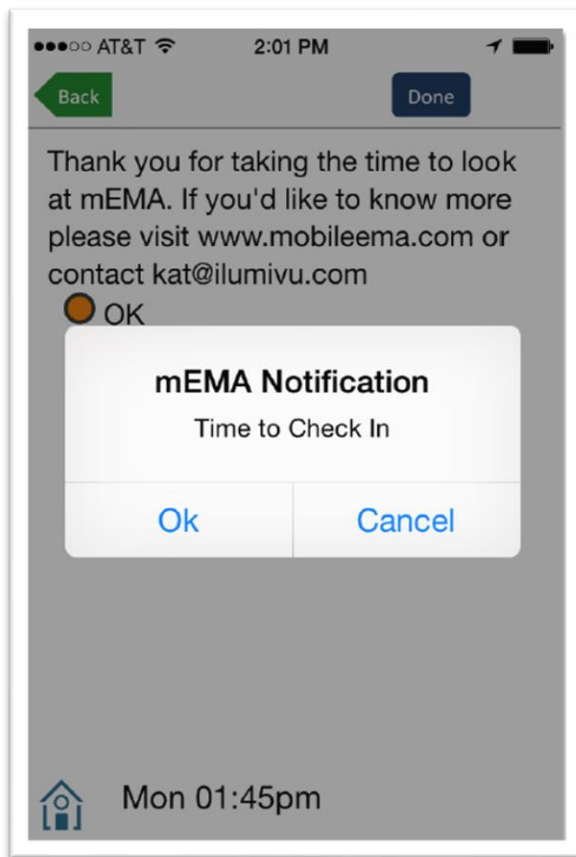 AT&T 2:01 PM
Back Done
Thank you for taking the time to look
at mEMA. If you'd like to know more
please visit www.mobileema.com or
contact kat@ilumivu.com
OK
mEMA Notification
Time to Check In
Ok Cancel
Mon 01:45pm